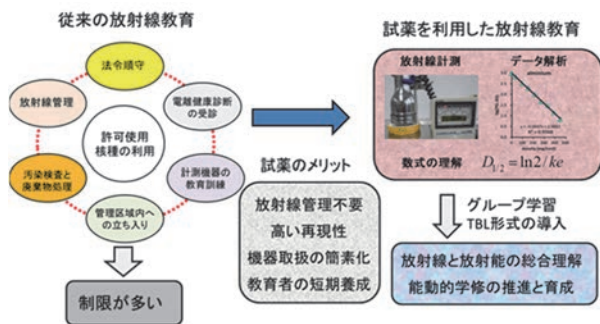 従来の放射線教育
法令順守
放射線管理
電離健康診断
の受診
許可使用
核種の利用
汚染検査と
廃棄物処理
計測機器の
教育訓練
管理区域内へ
の立ち入り
制限が多い
試薬のメリット
放射線管理不要
高い再現性
機器取扱の簡素化
教育者の短期養成
試薬を利用した放射線教育
放射線計測
データ解析
数式の理解
D1/2 = ln2/ke
グループ学習
TBL形式の導入
放射線と放射能の総合理解
能動的学修の推進と育成